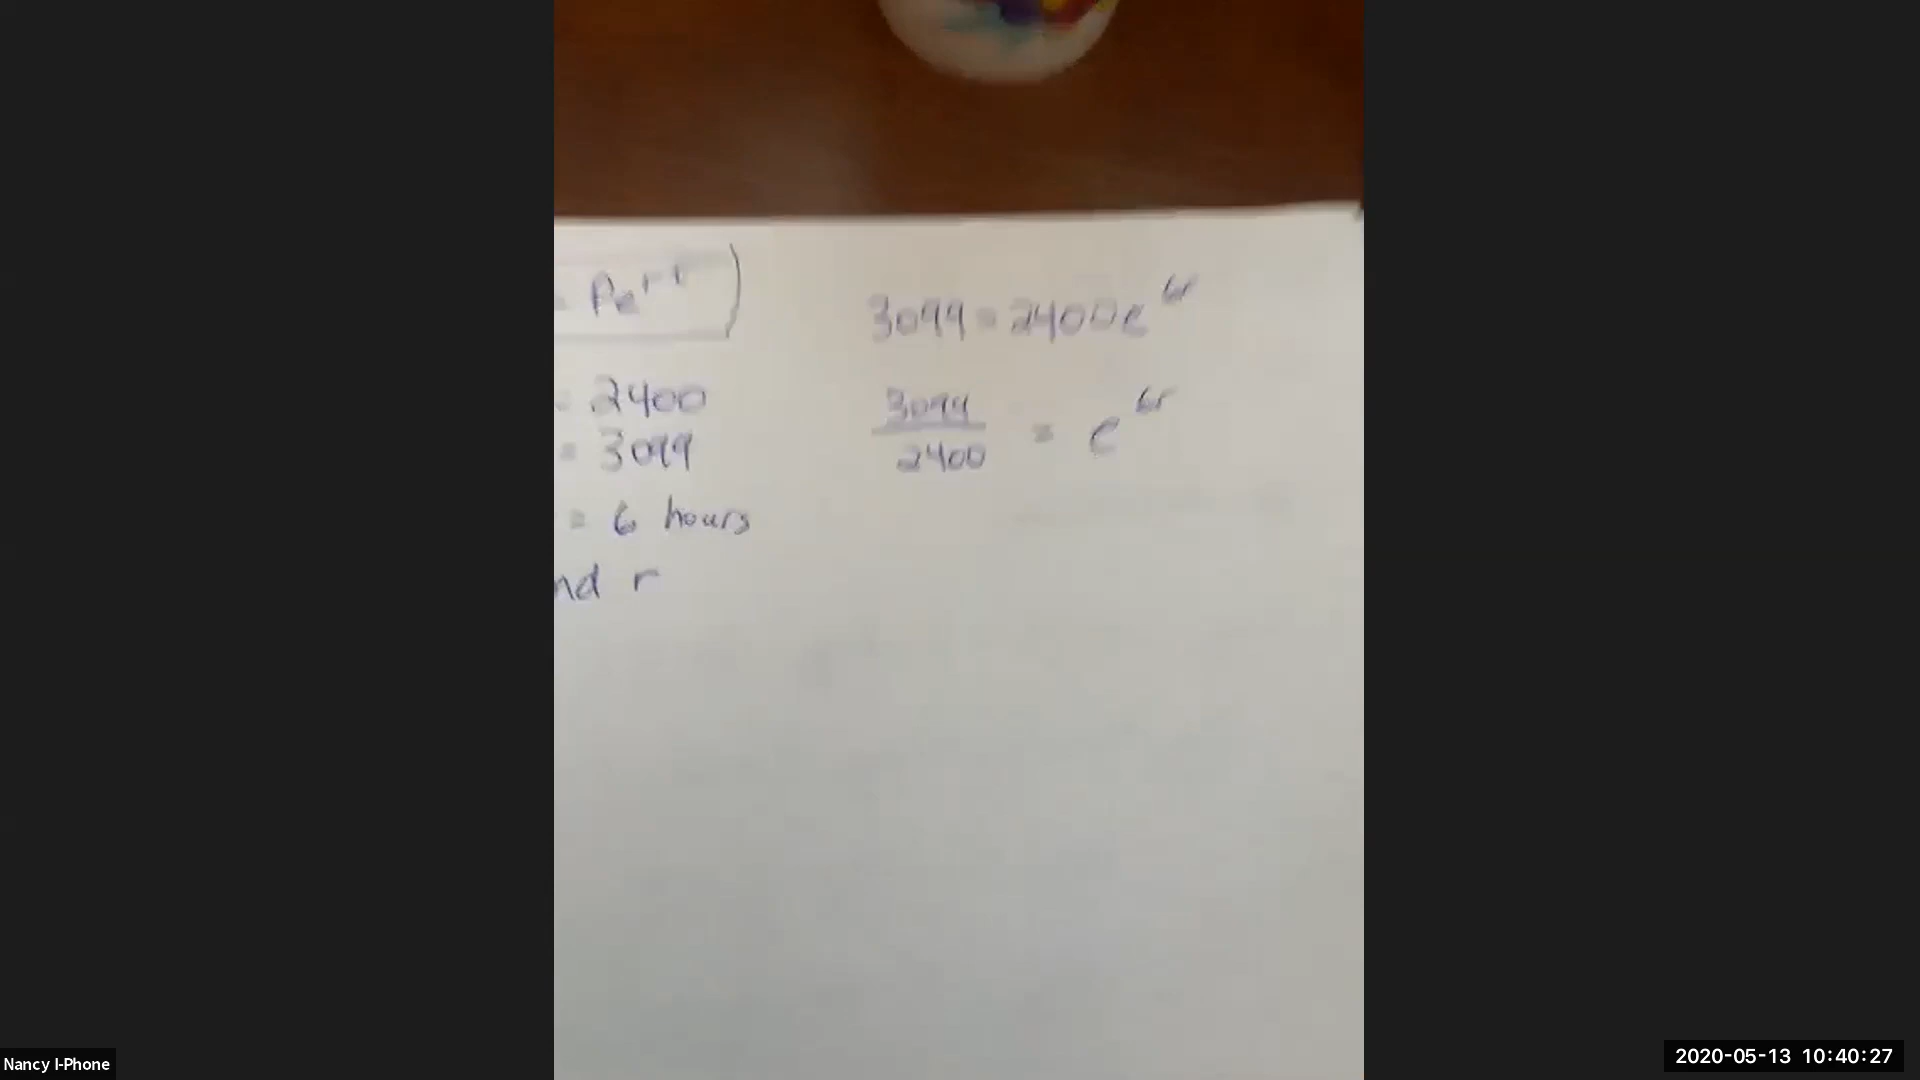 = Pe^rt
= 2400
= 3099
= 6 hours
nd r
3099 = 2400e^6r
3099
2400
= e^6r
Nancy I-Phone
2020-05-13 10:40:27